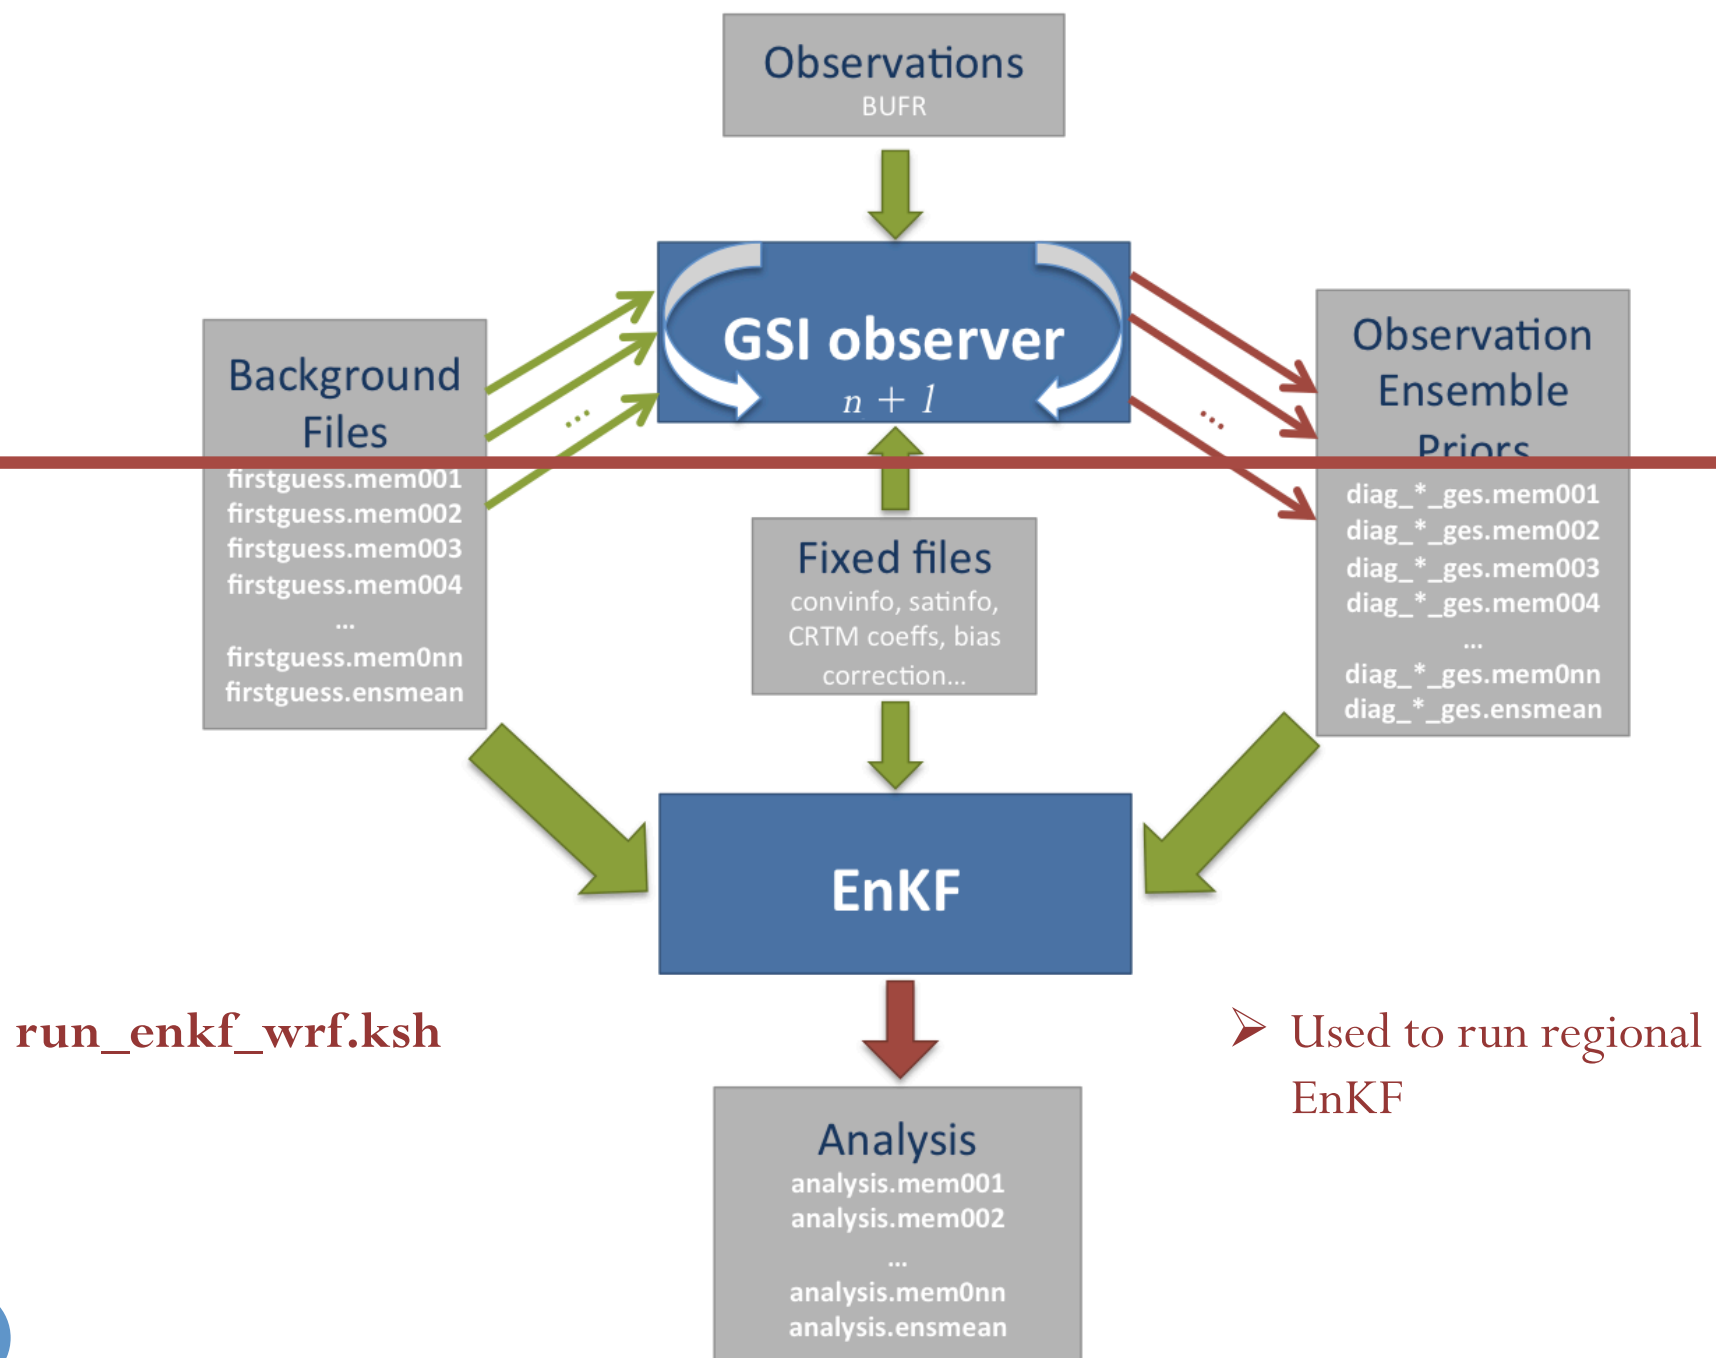 Observations
BUFR
GSI observer
n + 1
Background
Files
firstguess.mem001
firstguess.mem002
firstguess.mem003
firstguess.mem004
...
firstguess.mem0nn
firstguess.ensmean
...
...
Observation
Ensemble
Priors
diag_*_ges.mem001
diag_*_ges.mem002
diag_*_ges.mem003
diag_*_ges.mem004
...
diag_*_ges.mem0nn
diag_*_ges.ensmean
Fixed files
convinfo, satinfo,
CRTM coeffs, bias
correction...
EnKF
run_enkf_wrf.ksh
➢ Used to run regional
EnKF
Analysis
analysis.mem001
analysis.mem002
...
analysis.mem0nn
analysis.ensmean